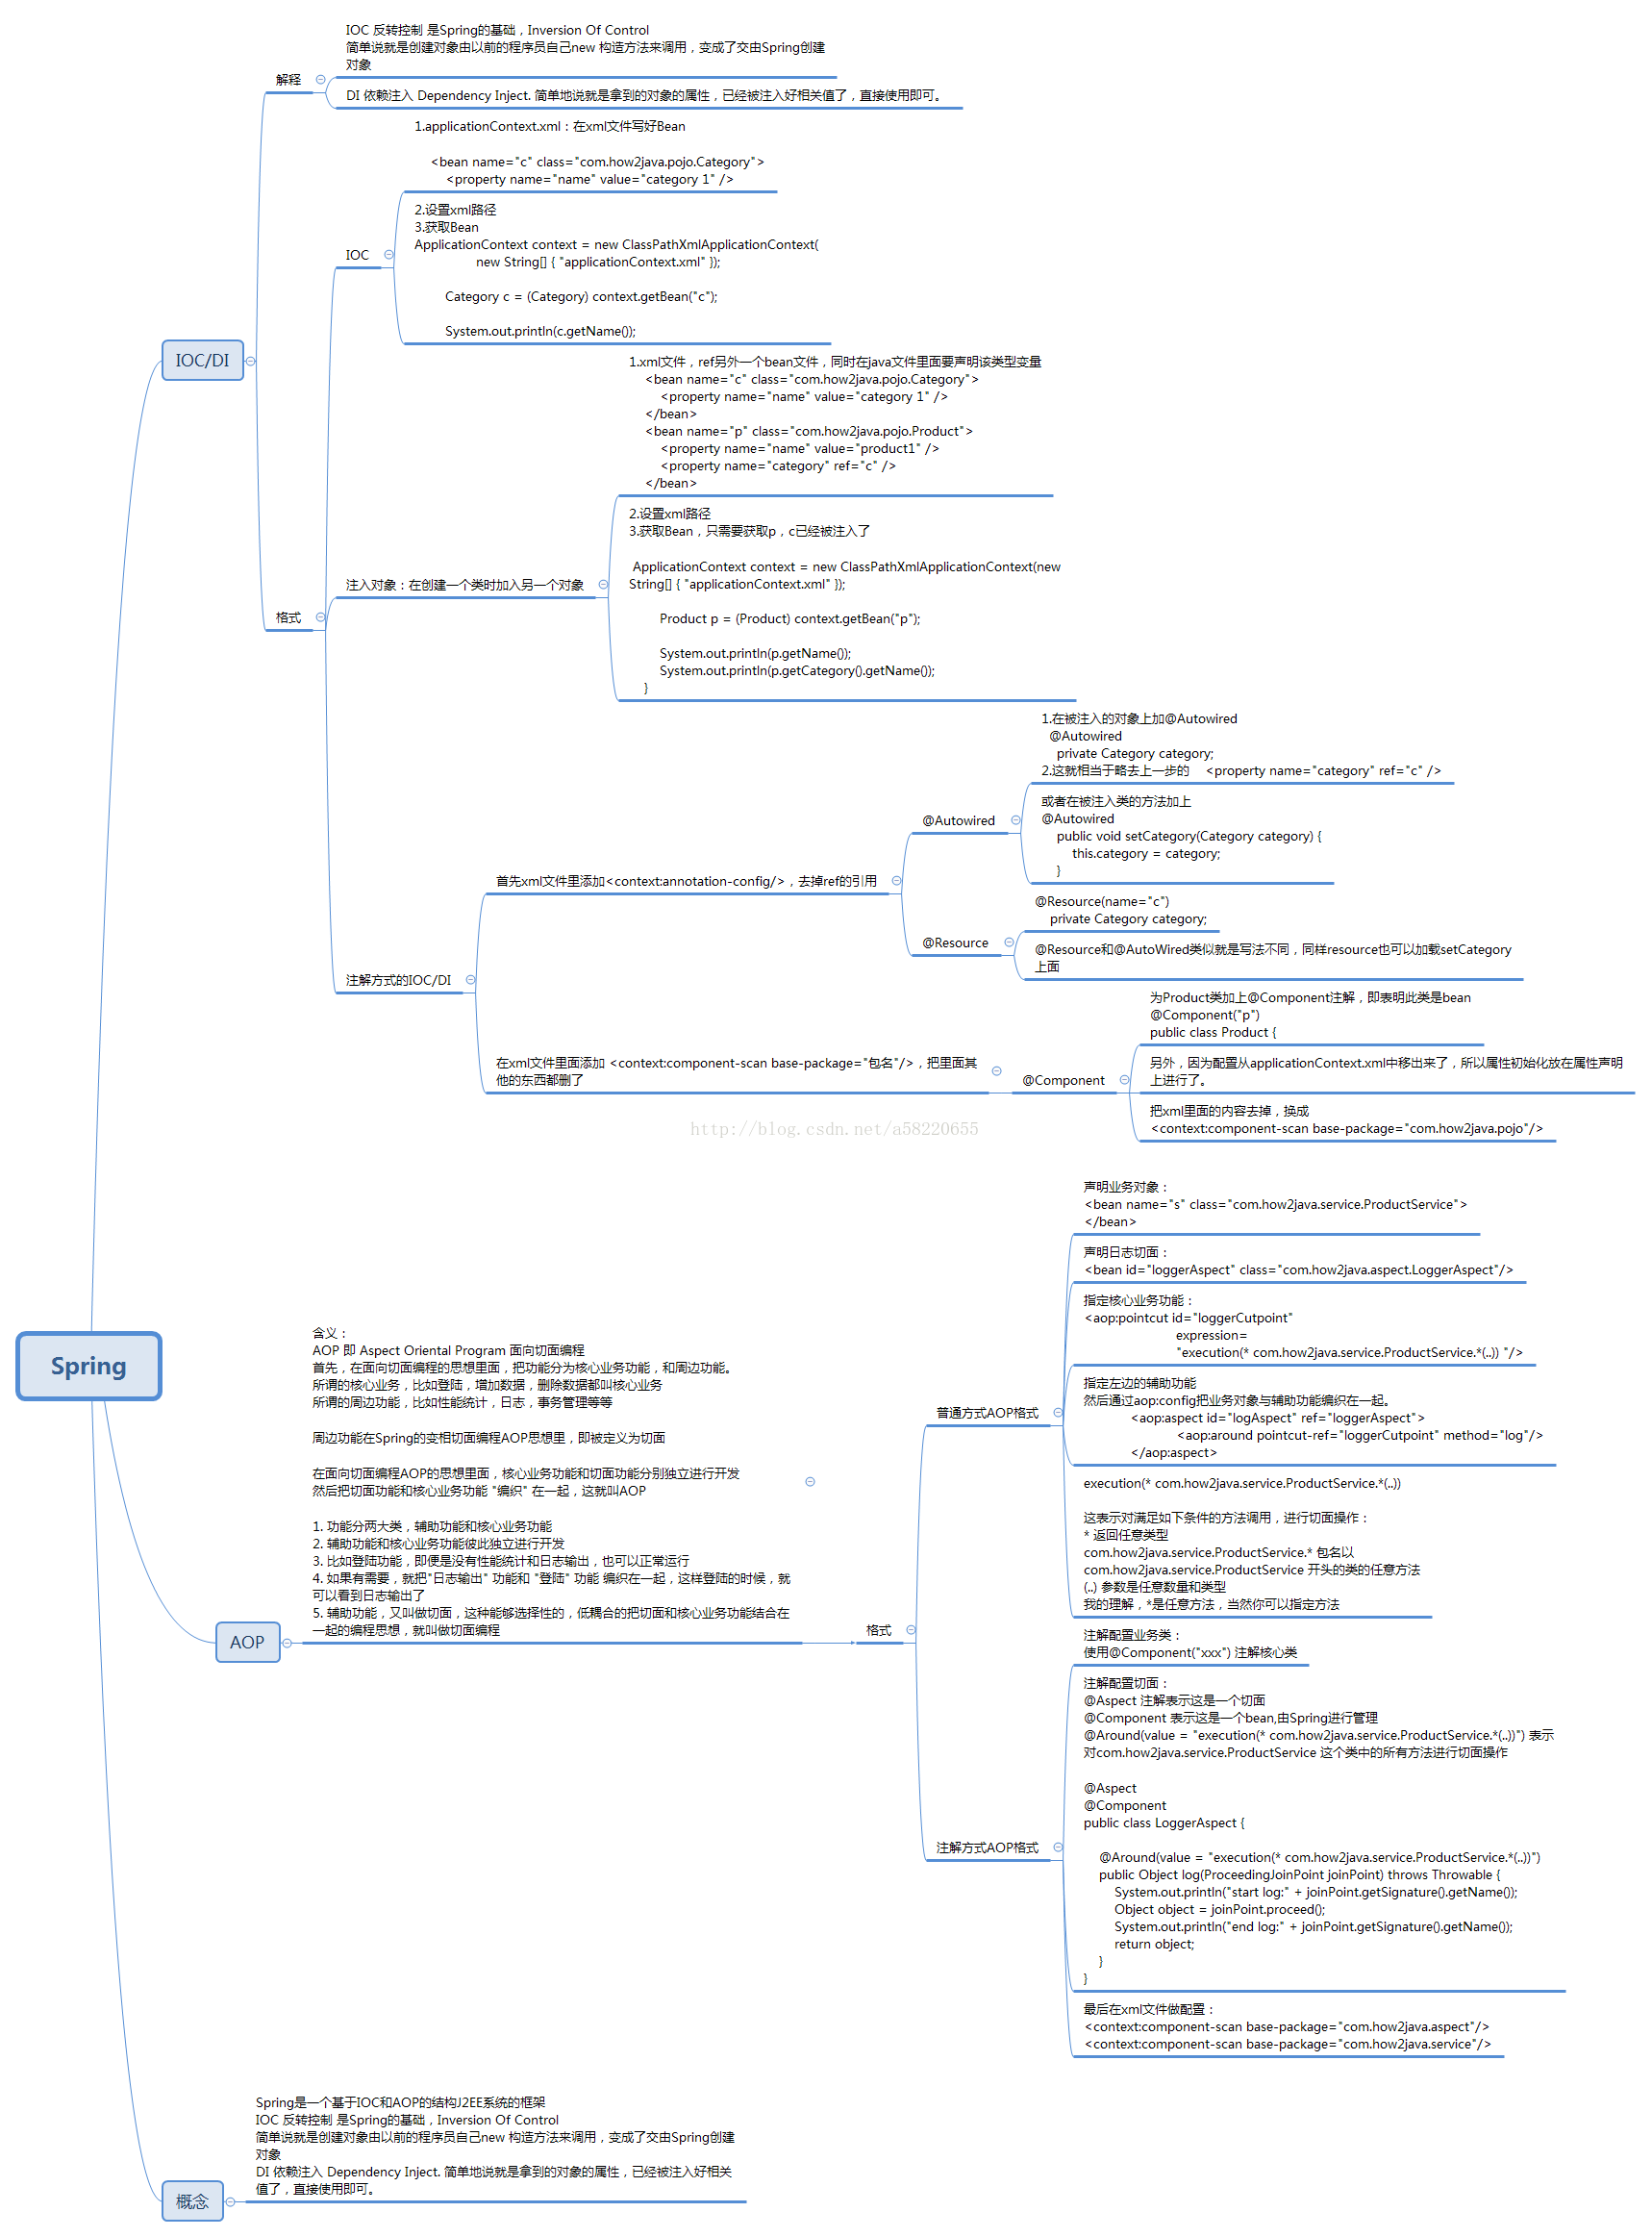 IOC 反转控制 是Spring的基础，Inversion Of Control
简单说就是创建对象由以前的程序员自己new 构造方法来调用，变成了交由Spring创建
对象
解释
DI 依赖注入 Dependency Inject. 简单地说就是拿到的对象的属性，已经被注入好相关值了，直接使用即可。
1.applicationContext.xml：在xml文件写好Bean
<bean name="c" class="com.how2java.pojo.Category">
<property name="name" value="category 1" />
IOC
2.设置xml路径
3.获取Bean
ApplicationContext context = new ClassPathXmlApplicationContext(
new String[] { "applicationContext.xml" });
Category c = (Category) context.getBean("c");
System.out.println(c.getName());
IOC/DI
1.xml文件，ref另外一个bean文件，同时在java文件里面要声明该类型变量
<bean name="c" class="com.how2java.pojo.Category">
<property name="name" value="category 1" />
</bean>
<bean name="p" class="com.how2java.pojo.Product">
<property name="name" value="product1" />
<property name="category" ref="c" />
</bean>
2.设置xml路径
3.获取Bean，只需要获取p，c已经被注入了
ApplicationContext context = new ClassPathXmlApplicationContext(new
String[] { "applicationContext.xml" });
Product p = (Product) context.getBean("p");
System.out.println(p.getName());
System.out.println(p.getCategory().getName());
}
注入对象：在创建一个类时加入另一个对象
格式
1.在被注入的对象上加@Autowired
@Autowired
private Category category;
2.这就相当于略去上一步的 <property name="category" ref="c" />
@Autowired
或者在被注入类的方法加上
@Autowired
public void setCategory(Category category) {
this.category = category;
}
首先xml文件里添加<context:annotation-config/>，去掉ref的引用
@Resource(name="c")
private Category category;
@Resource
@Resource和@AutoWired类似就是写法不同，同样resource也可以加载setCategory
上面
注解方式的IOC/DI
为Product类加上@Component注解，即表明此类是bean
@Component("p")
public class Product {
在xml文件里面添加 <context:component-scan base-package="包名"/>，把里面其
他的东西都删了
@Component
另外，因为配置从applicationContext.xml中移出来了，所以属性初始化放在属性声明
上进行了。
把xml里面的内容去掉，换成
<context:component-scan base-package="com.how2java.pojo"/>
http://blog.csdn.net/a58220655
声明业务对象：
<bean name="s" class="com.how2java.service.ProductService">
</bean>
声明日志切面：
<bean id="loggerAspect" class="com.how2java.aspect.LoggerAspect"/>
指定核心业务功能：
<aop:pointcut id="loggerCutpoint"
expression=
"execution(* com.how2java.service.ProductService.*(..)) "/>
Spring
含义：
AOP 即 Aspect Oriental Program 面向切面编程
首先，在面向切面编程的思想里面，把功能分为核心业务功能，和周边功能。
所谓的核心业务，比如登陆，增加数据，删除数据都叫核心业务
所谓的周边功能，比如性能统计，日志，事务管理等等
周边功能在Spring的变相切面编程AOP思想里，即被定义为切面
在面向切面编程AOP的思想里面，核心业务功能和切面功能分别独立进行开发
然后把切面功能和核心业务功能 "编织" 在一起，这就叫AOP
1. 功能分两大类，辅助功能和核心业务功能
2. 辅助功能和核心业务功能彼此独立进行开发
3. 比如登陆功能，即便是没有性能统计和日志输出，也可以正常运行
4. 如果有需要，就把"日志输出" 功能和 "登陆" 功能 编织在一起，这样登陆的时候，就
可以看到日志输出了
5. 辅助功能，又叫做切面，这种能够选择性的，低耦合的把切面和核心业务功能结合在
一起的编程思想，就叫做切面编程
AOP
普通方式AOP格式
指定左边的辅助功能
然后通过aop:config把业务对象与辅助功能编织在一起。
<aop:aspect id="logAspect" ref="loggerAspect">
<aop:around pointcut-ref="loggerCutpoint" method="log"/>
</aop:aspect>
execution(* com.how2java.service.ProductService.*(..))
这表示对满足如下条件的方法调用，进行切面操作：
* 返回任意类型
com.how2java.service.ProductService.* 包名以
com.how2java.service.ProductService 开头的类的任意方法
(..) 参数是任意数量和类型
我的理解，*是任意方法，当然你可以指定方法
格式
注解配置业务类：
使用@Component("xxx") 注解核心类
注解配置切面：
@Aspect 注解表示这是一个切面
@Component 表示这是一个bean,由Spring进行管理
@Around(value = "execution(* com.how2java.service.ProductService.*(..))") 表示
对com.how2java.service.ProductService 这个类中的所有方法进行切面操作
@Aspect
@Component
public class LoggerAspect {
注解方式AOP格式
@Around(value = "execution(* com.how2java.service.ProductService.*(..))")
public Object log(ProceedingJoinPoint joinPoint) throws Throwable {
System.out.println("start log:" + joinPoint.getSignature().getName());
Object object = joinPoint.proceed();
System.out.println("end log:" + joinPoint.getSignature().getName());
return object;
}
}
最后在xml文件做配置：
<context:component-scan base-package="com.how2java.aspect"/>
<context:component-scan base-package="com.how2java.service"/>
Spring是一个基于IOC和AOP的结构J2EE系统的框架
IOC 反转控制 是Spring的基础，Inversion Of Control
简单说就是创建对象由以前的程序员自己new 构造方法来调用，变成了交由Spring创建
对象
DI 依赖注入 Dependency Inject. 简单地说就是拿到的对象的属性，已经被注入好相关
值了，直接使用即可。
概念